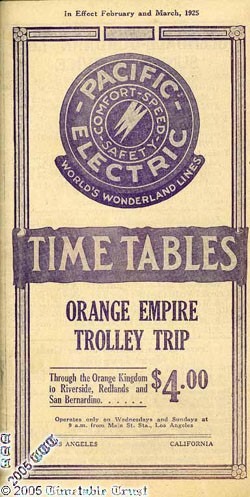 In Effect February and March, 1925
PACIFIC
COMFORT-SPEED
SAFETY
ELECTRIC
WORLD'S WONDERLAND LINES
TIME TABLES
ORANGE EMPIRE
TROLLEY TRIP
Through the Orange Kingdom
to Riverside, Redlands and
San Bernardino. . . . . .
$4.00
Operates only on Wednesdays and Sundays at
9 a.m. from Main St. Sta., Los Angeles
LOS ANGELES CALIFORNIA
© 2005
© 2005 Timetable Trust